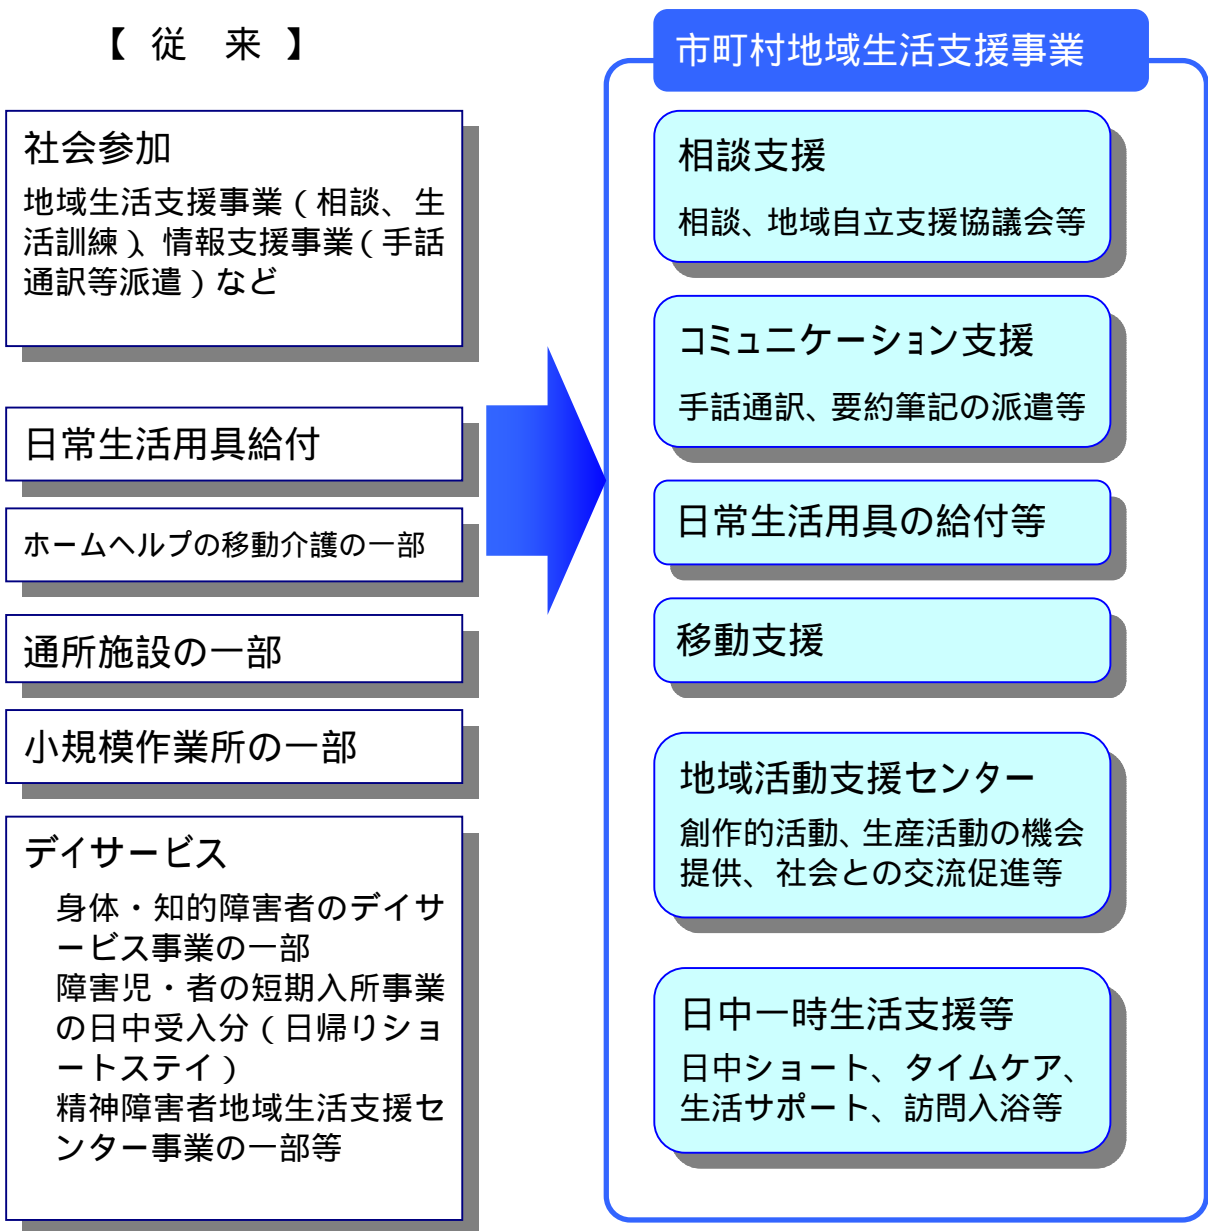 【 従　来 】
社会参加
地域生活支援事業（相談、生
活訓練）、情報支援事業（手話
通訳等派遣）など
日常生活用具給付
ホームヘルプの移動介護の一部
通所施設の一部
小規模作業所の一部
デイサービス
身体・知的障害者のデイサ
ービス事業の一部
障害児・者の短期入所事業
の日中受入分（日帰りショ
ートステイ）
精神障害者地域生活支援セ
ンター事業の一部等
市町村地域生活支援事業
相談支援
相談、地域自立支援協議会等
コミュニケーション支援
手話通訳、要約筆記の派遣等
日常生活用具の給付等
移動支援
地域活動支援センター
創作的活動、生産活動の機会
提供、社会との交流促進等
日中一時生活支援等
日中ショート、タイムケア、
生活サポート、訪問入浴等